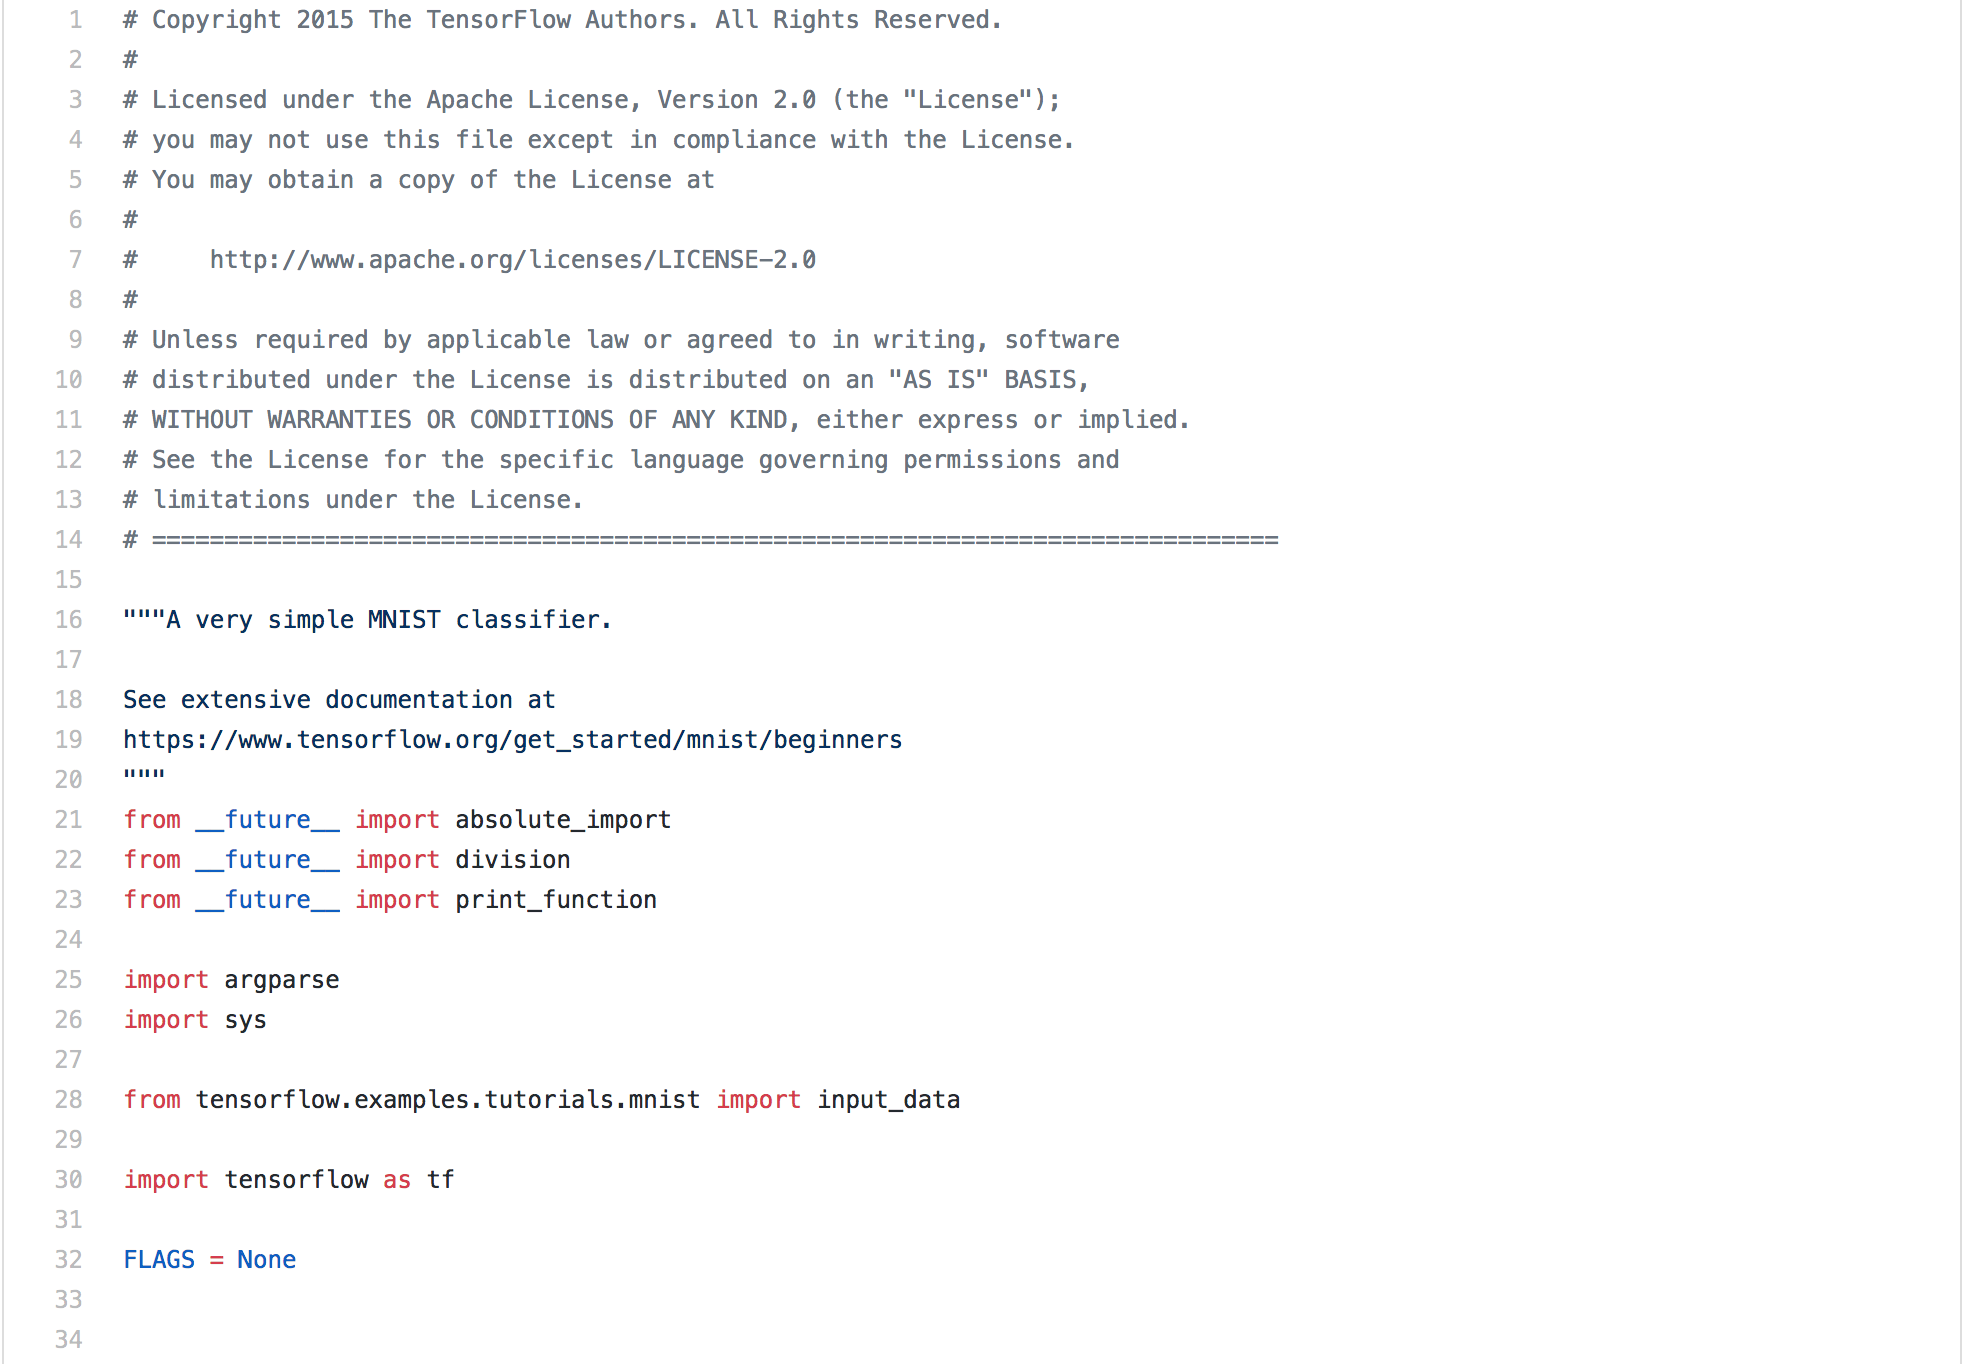 1 # Copyright 2015 The TensorFlow Authors. All Rights Reserved.
2 #
3 # Licensed under the Apache License, Version 2.0 (the "License");
4 # you may not use this file except in compliance with the License.
5 # You may obtain a copy of the License at
6 #
7 #     http://www.apache.org/licenses/LICENSE-2.0
8 #
9 # Unless required by applicable law or agreed to in writing, software
10 # distributed under the License is distributed on an "AS IS" BASIS,
11 # WITHOUT WARRANTIES OR CONDITIONS OF ANY KIND, either express or implied.
12 # See the License for the specific language governing permissions and
13 # limitations under the License.
14 # ==============================================================================
15
16 """A very simple MNIST classifier.
17
18 See extensive documentation at
19 https://www.tensorflow.org/get_started/mnist/beginners
20 """
21 from __future__ import absolute_import
22 from __future__ import division
23 from __future__ import print_function
24
25 import argparse
26 import sys
27
28 from tensorflow.examples.tutorials.mnist import input_data
29
30 import tensorflow as tf
31
32 FLAGS = None
33
34